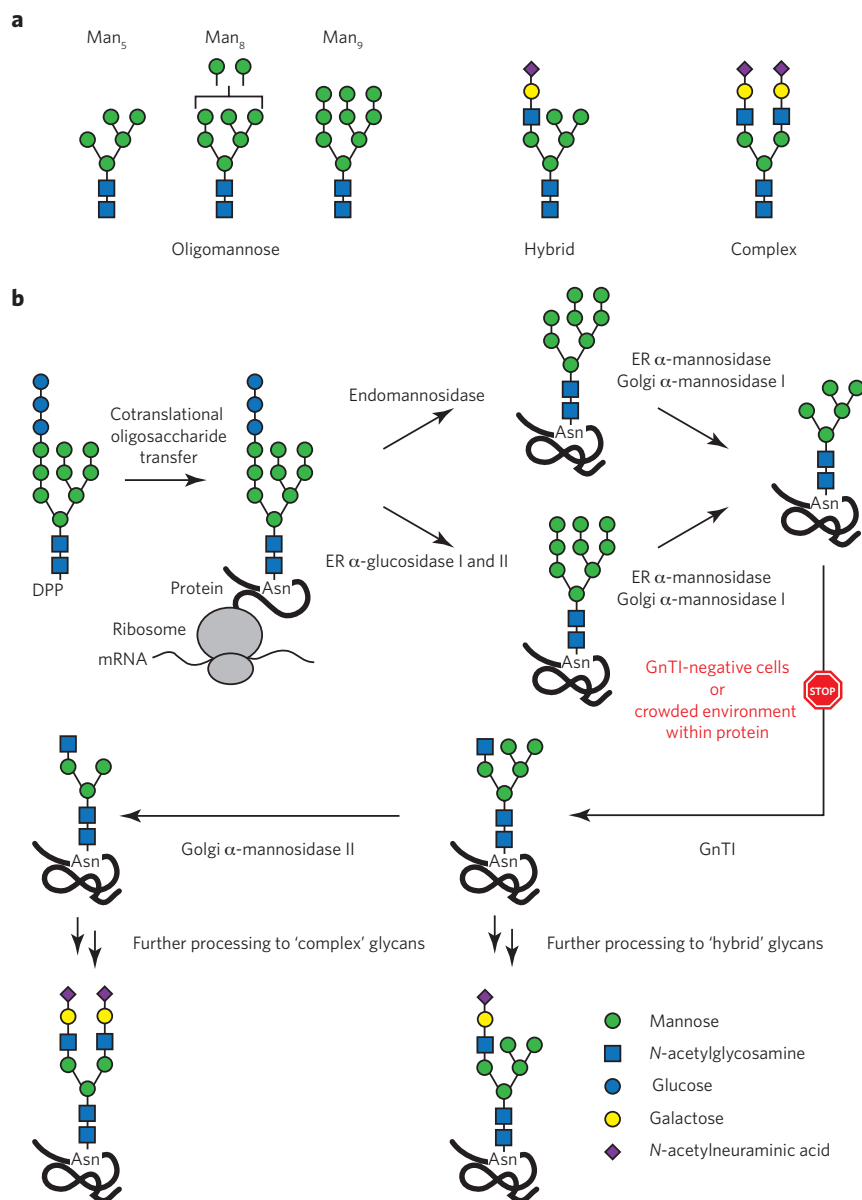 a
Man5
Man8
Man9
Oligomannose
Hybrid
Complex
b
Cotranslational
oligosaccharide
transfer
DPP
Protein
Asn
Ribosome
mRNA
Endomannosidase
ER α-glucosidase I and II
Asn
ER α-mannosidase
Golgi α-mannosidase I
Asn
ER α-mannosidase
Golgi α-mannosidase I
Asn
GnTI-negative cells
or
crowded environment
within protein
STOP
GnTI
Asn
Golgi α-mannosidase II
Asn
Further processing to ‘complex’ glycans
Further processing to ‘hybrid’ glycans
Asn
Asn
Mannose
N-acetylglycosamine
Glucose
Galactose
N-acetylneuraminic acid